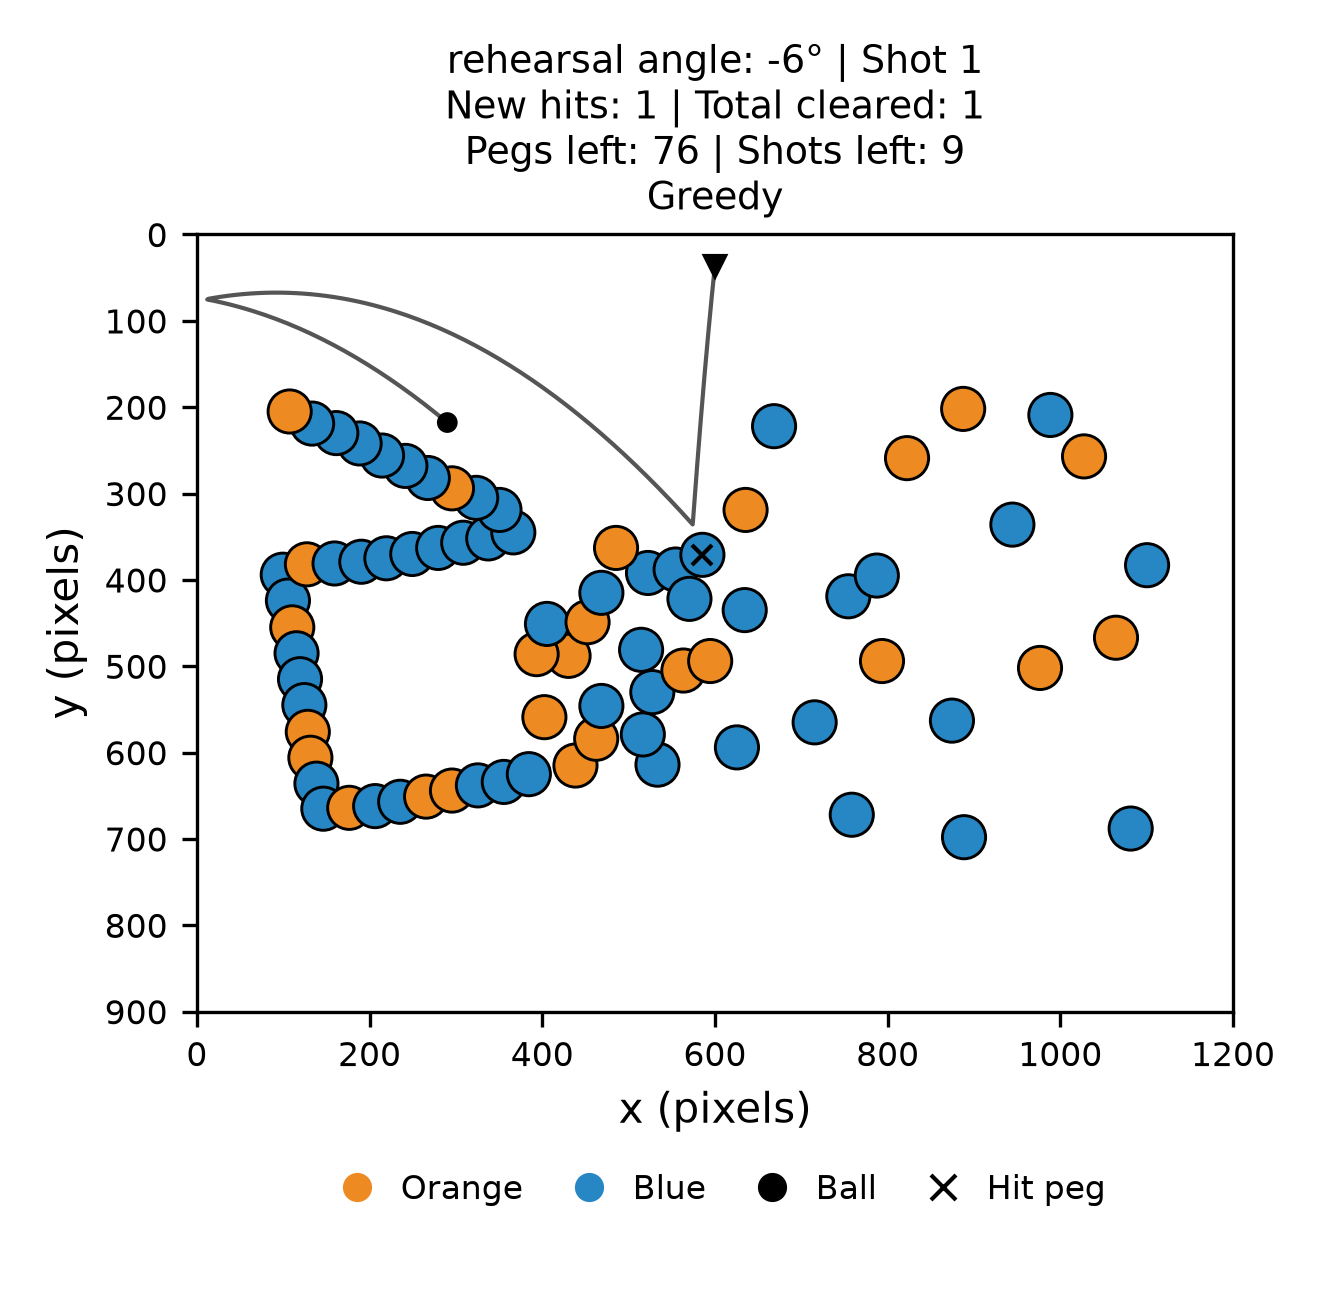 rehearsal angle: -6° | Shot 1
New hits: 1 | Total cleared: 1
Pegs left: 76 | Shots left: 9
Greedy
0
100
200
300
400
500
600
700
800
900
y (pixels)
0 200 400 600 800 1000 1200
x (pixels)
Orange Blue Ball Hit peg